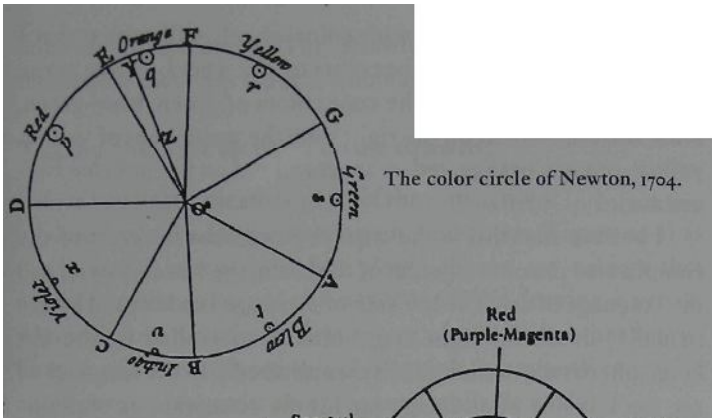 E Orange F Yellow
Y q r
Red p z G
D o s Green
The color circle of Newton, 1704.
Violet x A
C v t Blew
Indico B
Red
(Purple-Magenta)